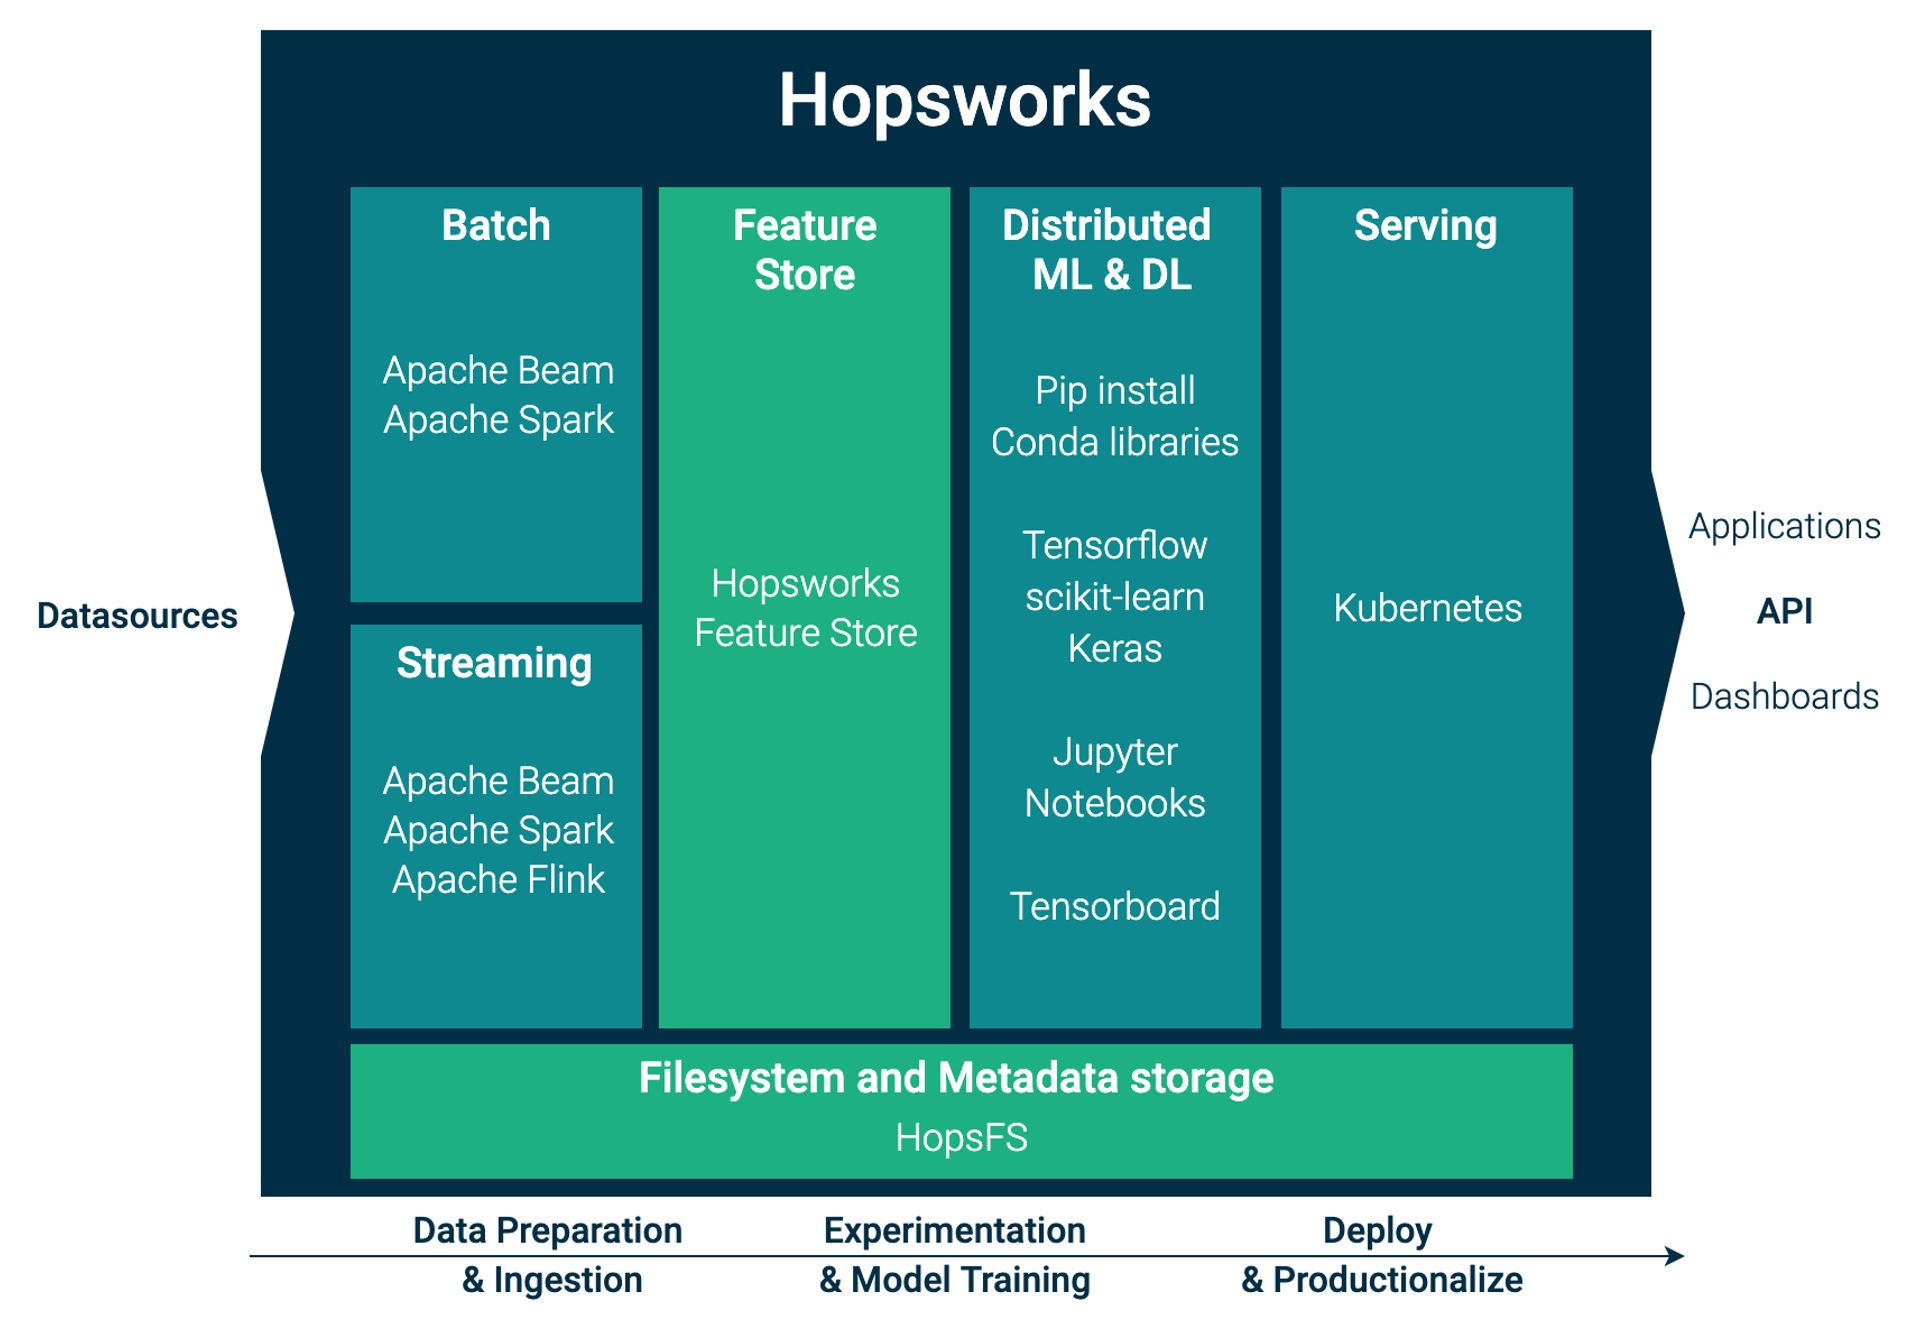 Hopsworks
Datasources
Batch
Apache Beam
Apache Spark
Streaming
Apache Beam
Apache Spark
Apache Flink
Feature
Store
Hopsworks
Feature Store
Distributed
ML & DL
Pip install
Conda libraries
Tensorflow
scikit-learn
Keras
Jupyter
Notebooks
Tensorboard
Serving
Kubernetes
Applications
API
Dashboards
Filesystem and Metadata storage
HopsFS
Data Preparation
& Ingestion
Experimentation
& Model Training
Deploy
& Productionalize